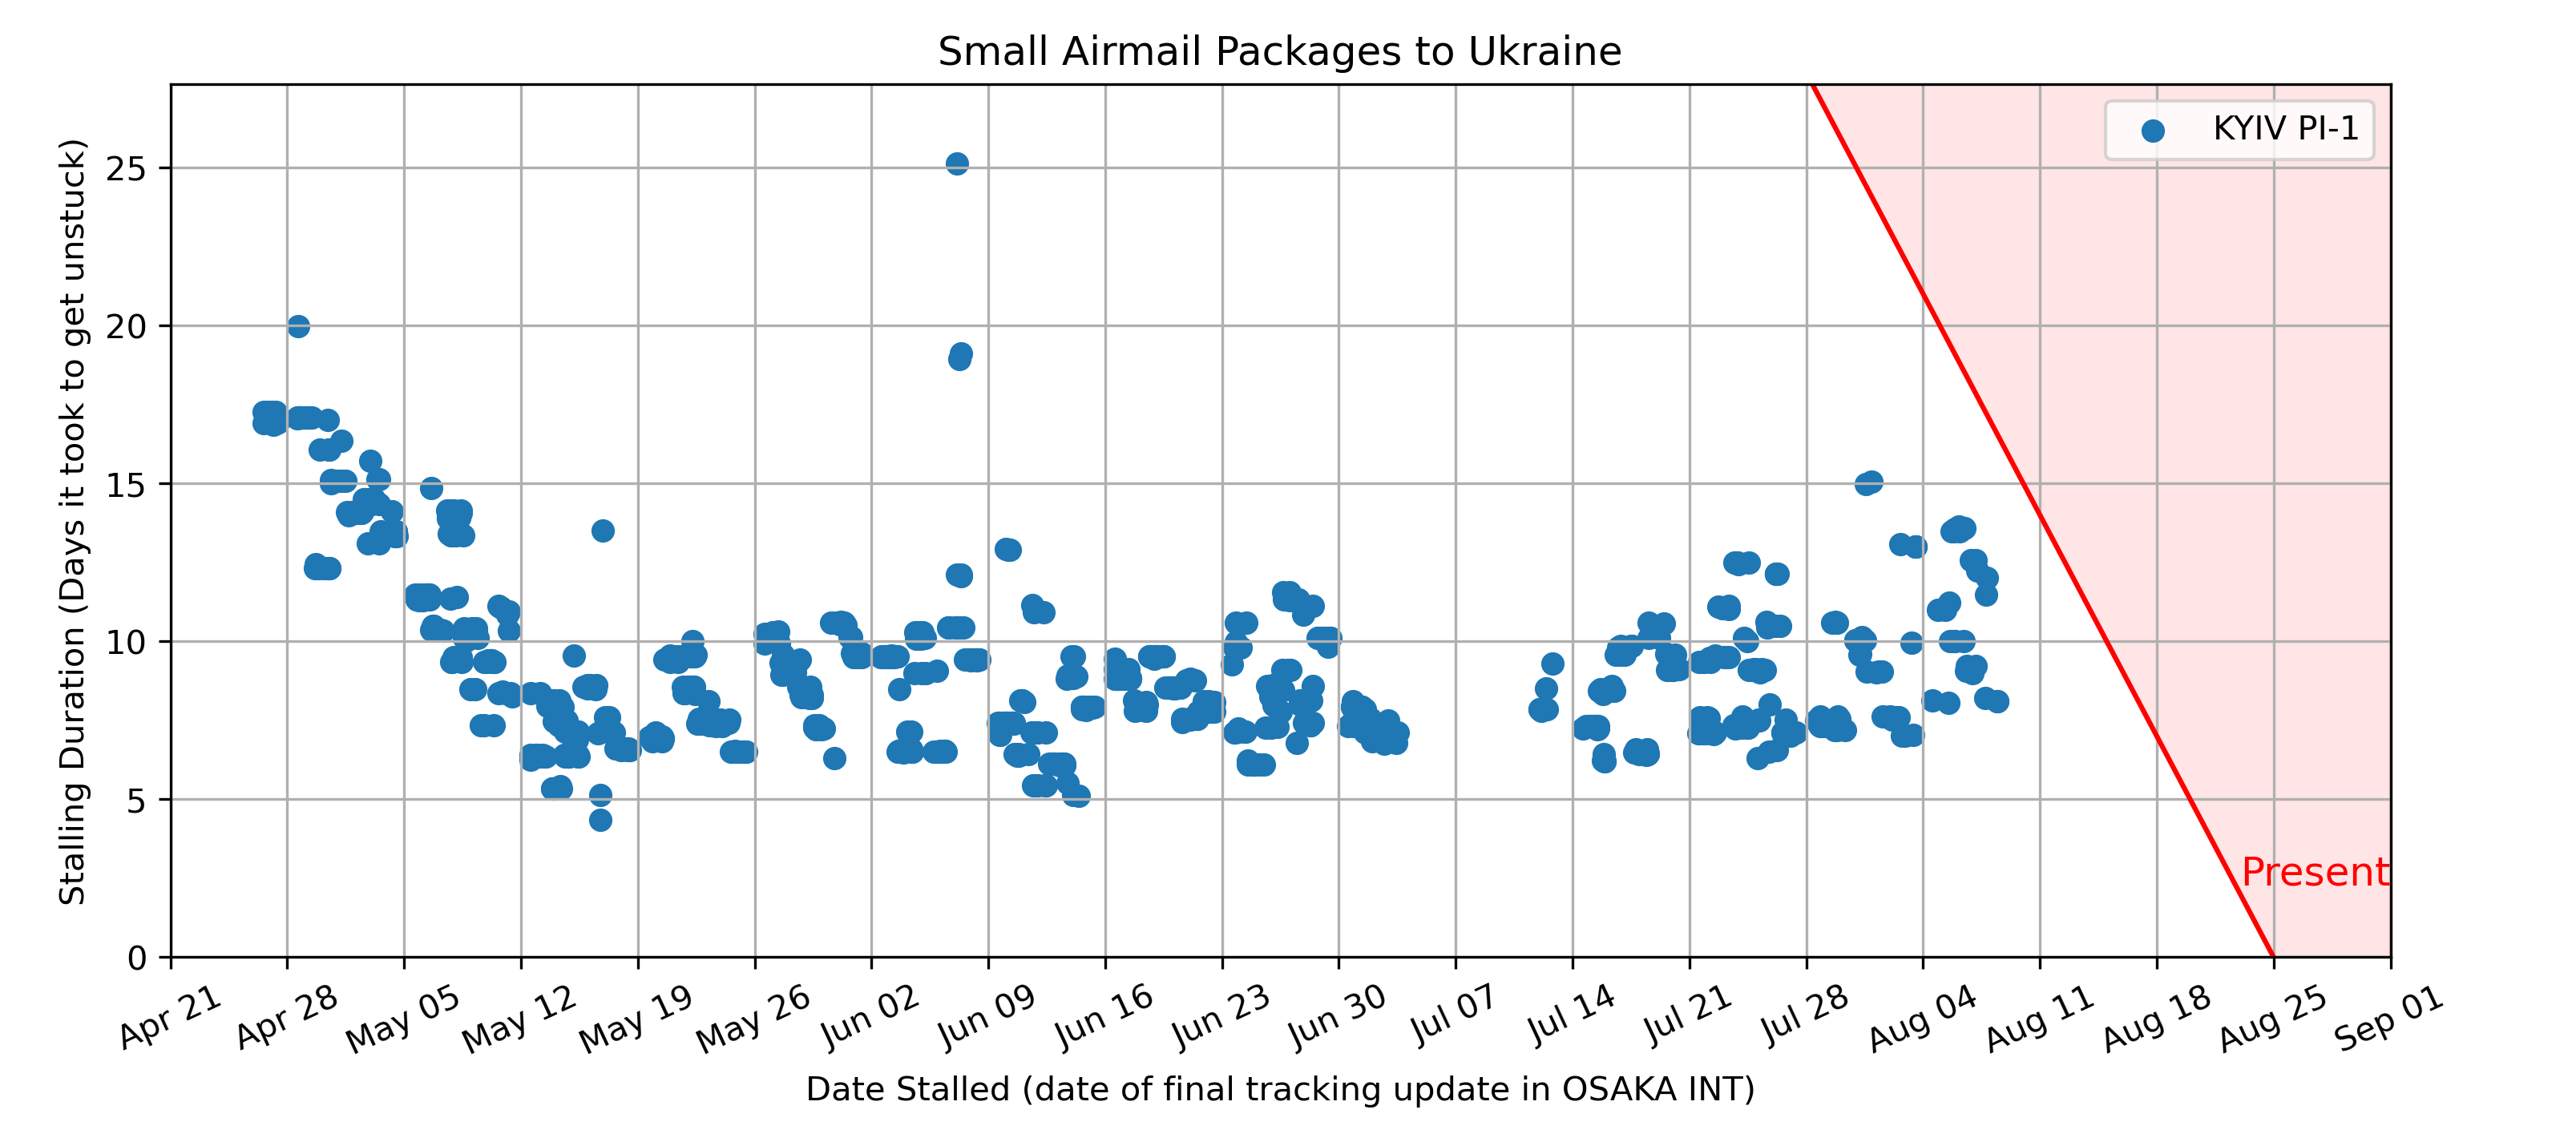 Small Airmail Packages to Ukraine
KYIV PI-1
Stalling Duration (Days it took to get unstuck)
25
20
15
10
5
0
Present
Apr 21
Apr 28
May 05
May 12
May 19
May 26
Jun 02
Jun 09
Jun 16
Jun 23
Jun 30
Jul 07
Jul 14
Jul 21
Jul 28
Aug 04
Aug 11
Aug 18
Aug 25
Sep 01
Date Stalled (date of final tracking update in OSAKA INT)